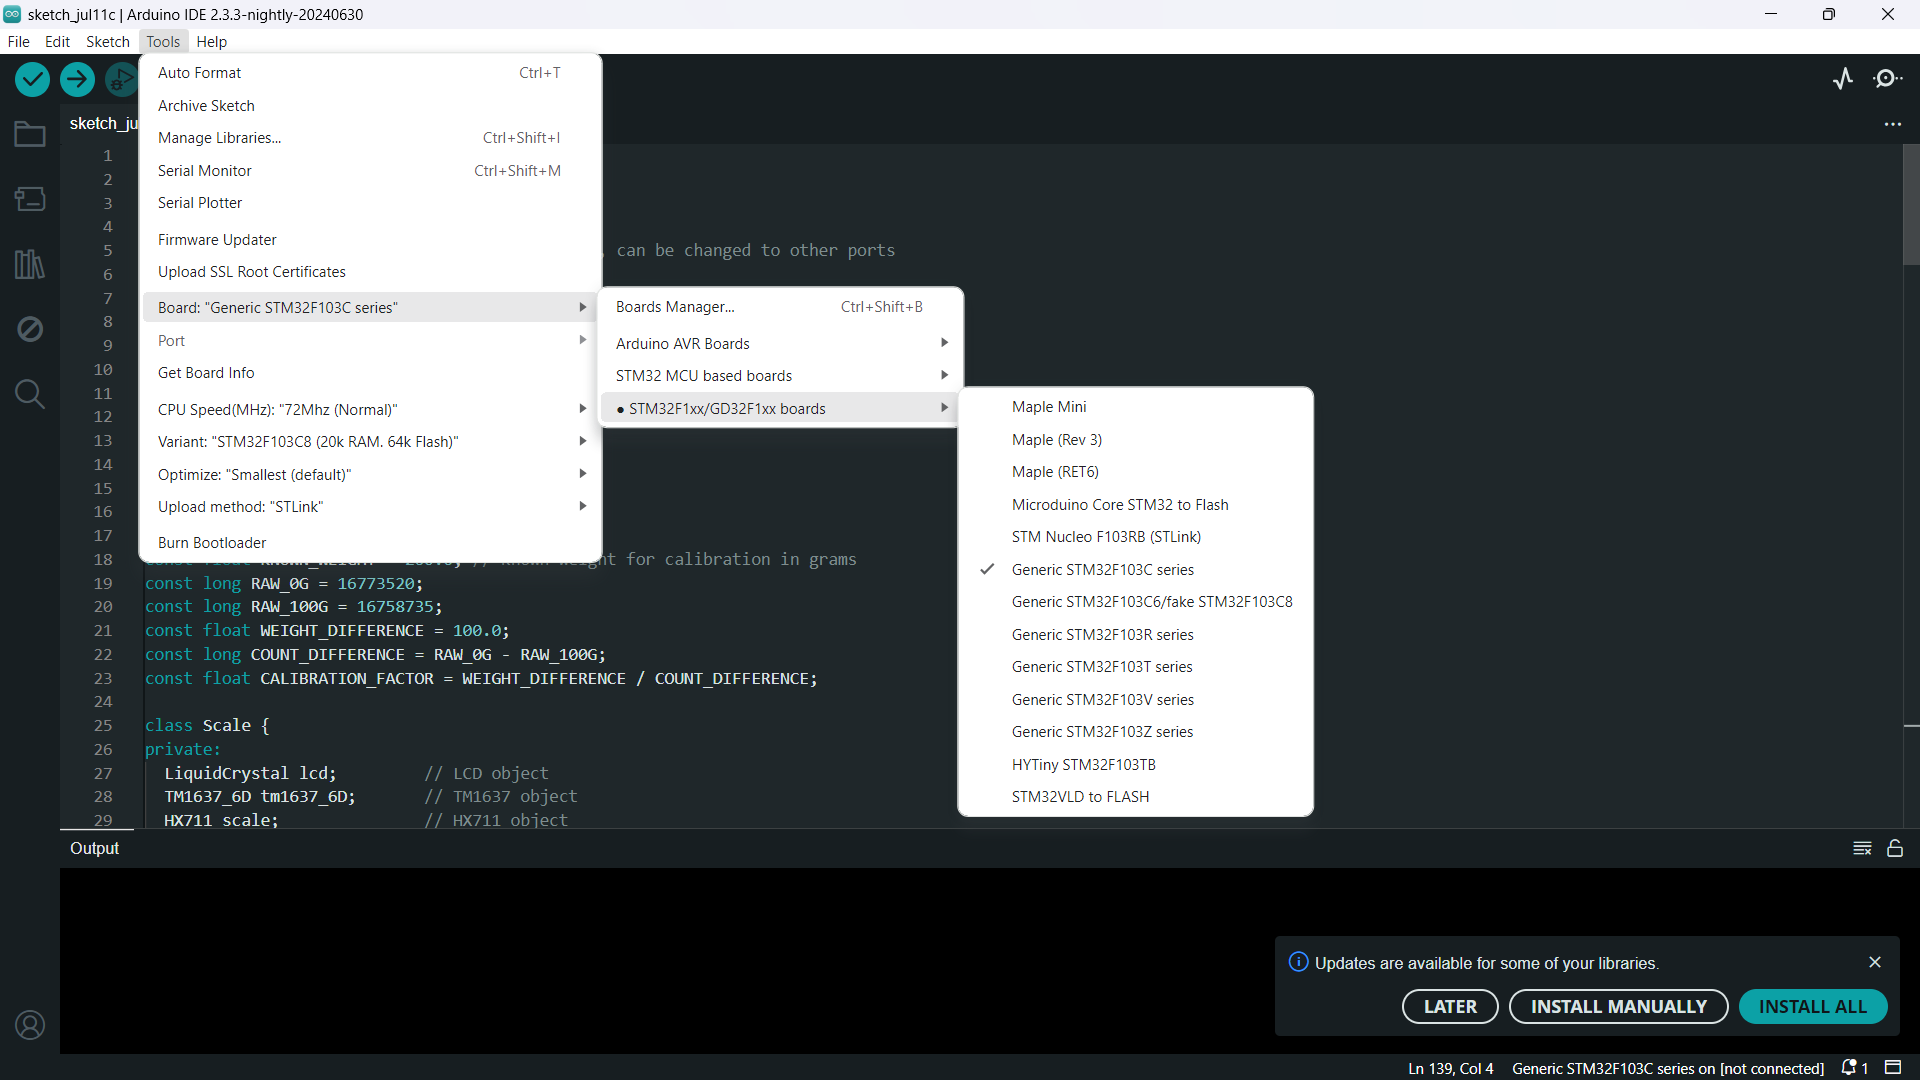 sketch_jul11c | Arduino IDE 2.3.3-nightly-20240630
File Edit Sketch Tools Help
Auto Format Ctrl+T
Archive Sketch
Manage Libraries... Ctrl+Shift+I
Serial Monitor Ctrl+Shift+M
Serial Plotter
Firmware Updater
Upload SSL Root Certificates
Board: "Generic STM32F103C series"
Port
Get Board Info
CPU Speed(MHz): "72Mhz (Normal)"
Variant: "STM32F103C8 (20k RAM. 64k Flash)"
Optimize: "Smallest (default)"
Upload method: "STLink"
Burn Bootloader
Boards Manager... Ctrl+Shift+B
Arduino AVR Boards
STM32 MCU based boards
● STM32F1xx/GD32F1xx boards
Maple Mini
Maple (Rev 3)
Maple (RET6)
Microduino Core STM32 to Flash
STM Nucleo F103RB (STLink)
✓ Generic STM32F103C series
Generic STM32F103C6/fake STM32F103C8
Generic STM32F103R series
Generic STM32F103T series
Generic STM32F103V series
Generic STM32F103Z series
HYTiny STM32F103TB
STM32VLD to FLASH
sketch_ju
1
2
3
4
5 can be changed to other ports
6
7
8
9
10
11
12
13
14
15
16
17
18 for calibration in grams
19 const long RAW_0G = 16773520;
20 const long RAW_100G = 16758735;
21 const float WEIGHT_DIFFERENCE = 100.0;
22 const long COUNT_DIFFERENCE = RAW_0G - RAW_100G;
23 const float CALIBRATION_FACTOR = WEIGHT_DIFFERENCE / COUNT_DIFFERENCE;
24
25 class Scale {
26 private:
27 LiquidCrystal lcd; // LCD object
28 TM1637_6D tm1637_6D; // TM1637 object
29 HX711 scale; // HX711 object
Output
Updates are available for some of your libraries.
LATER INSTALL MANUALLY INSTALL ALL
Ln 139, Col 4 Generic STM32F103C series on [not connected] 1